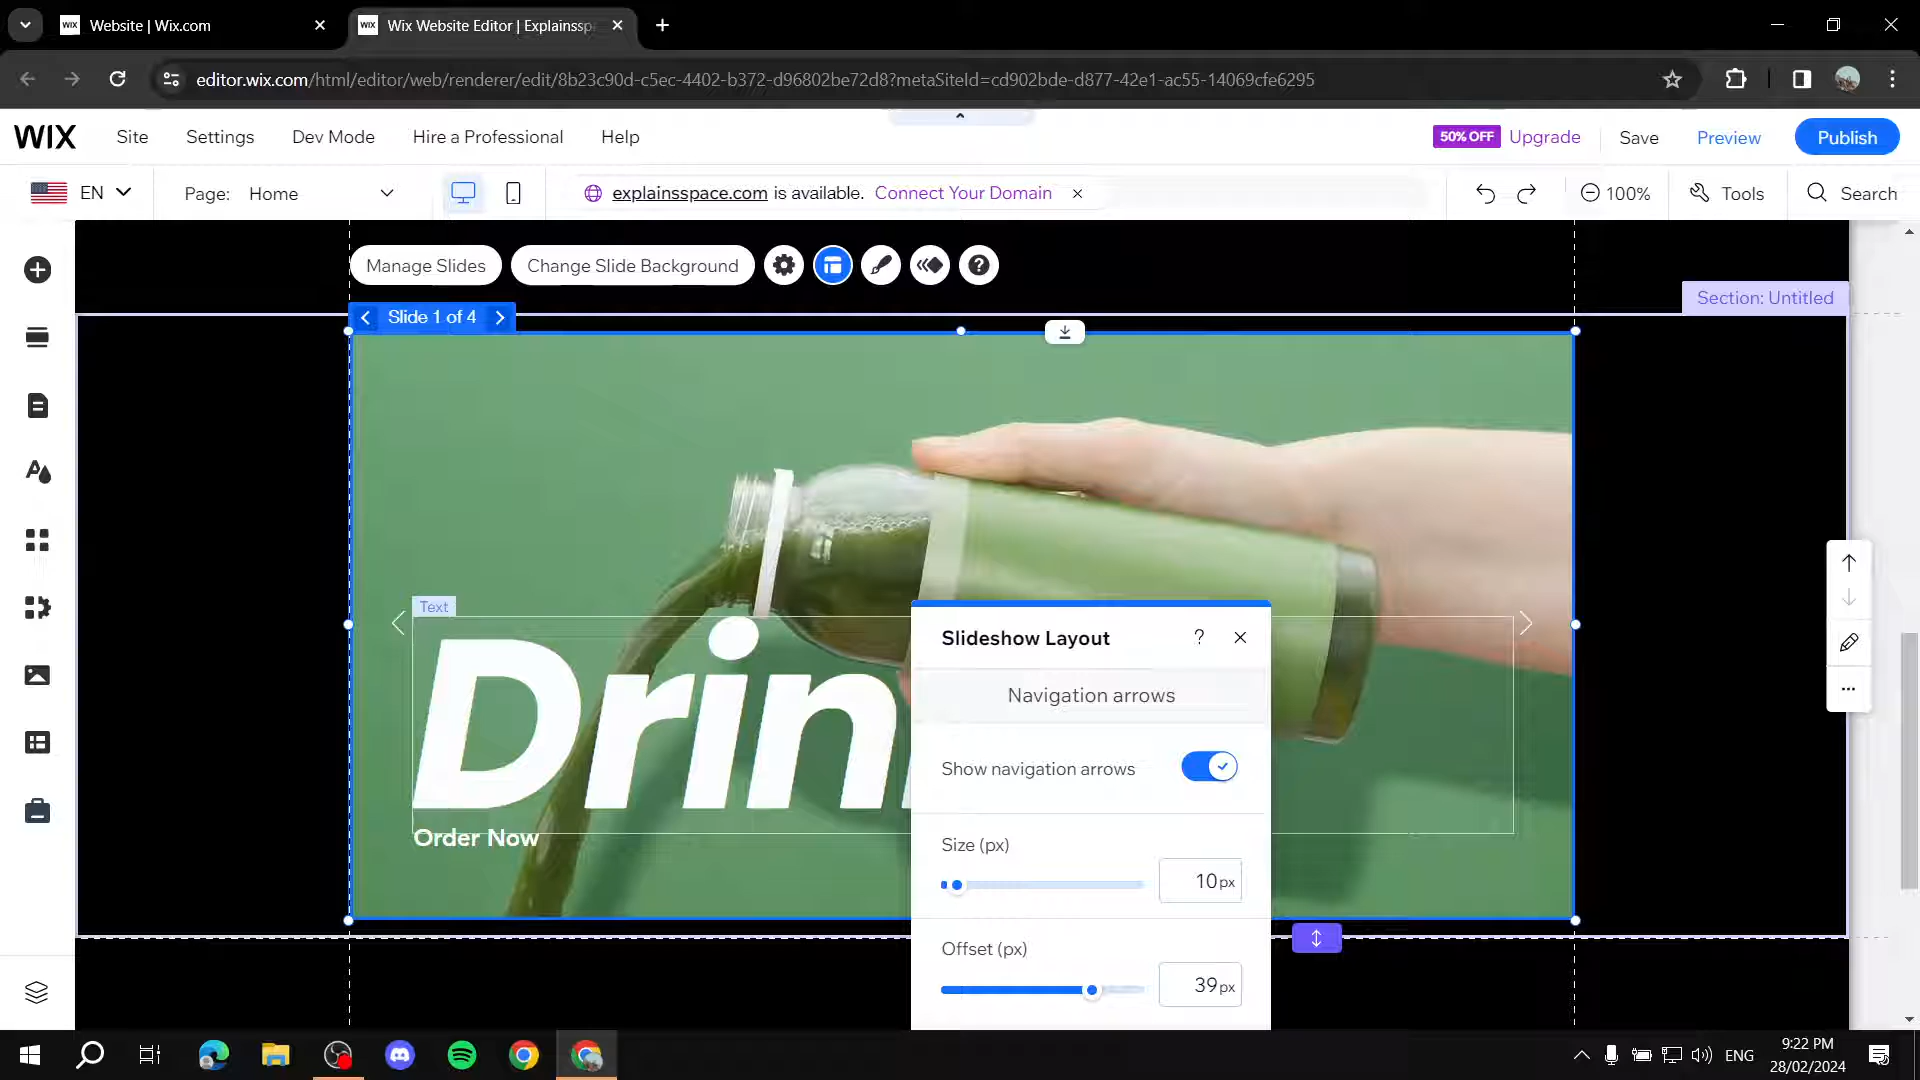 Website | Wix.com
Wix Website Editor | Explainssp
editor.wix.com/html/editor/web/renderer/edit/8b23c90d-c5ec-4402-b372-d96802be72d8?metaSiteId=cd902bde-d877-42e1-ac55-14069cfe6295
WIX Site Settings Dev Mode Hire a Professional Help 50% OFF Upgrade Save Preview Publish
EN Page: Home explainsspace.com is available. Connect Your Domain 100% Tools Search
Manage Slides Change Slide Background
Section: Untitled
Slide 1 of 4
Text
Drin
Order Now
Slideshow Layout ?
Navigation arrows
Show navigation arrows
Size (px)
10px
Offset (px)
39px
ENG
9:22 PM
28/02/2024